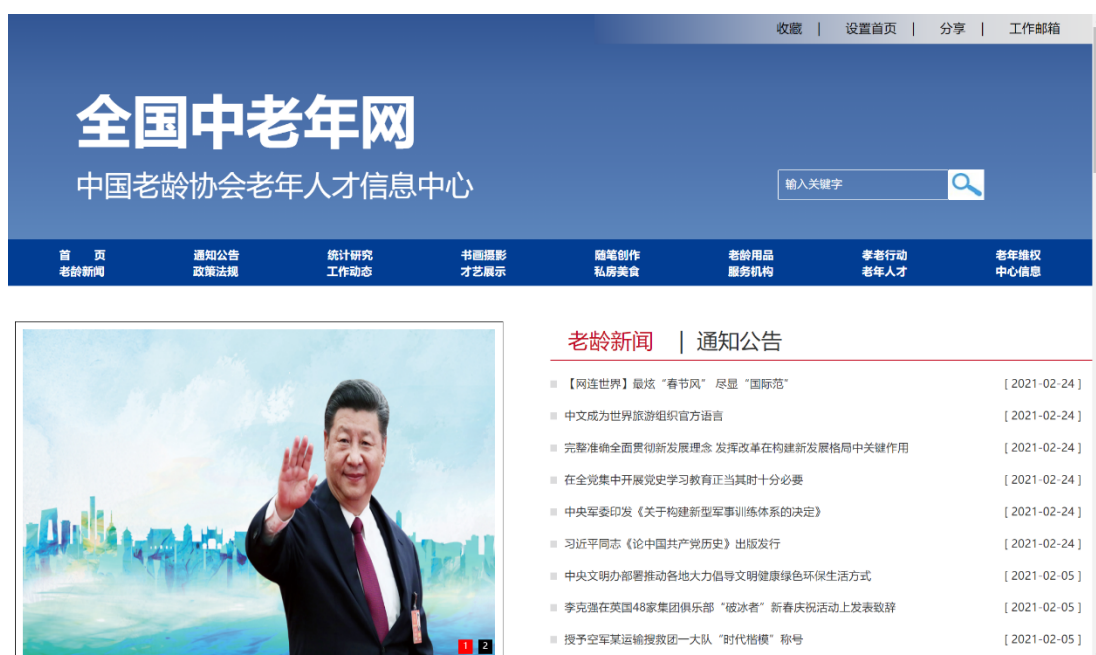 收藏 | 设置首页 | 分享 | 工作邮箱
全国中老年网
中国老龄协会老年人才信息中心
输入关键字
首 页 通知公告 统计研究 书画摄影 随笔创作 老龄用品 孝老行动 老年维权
老龄新闻 政策法规 工作动态 才艺展示 私房美食 服务机构 老年人才 中心信息
老龄新闻 | 通知公告
【网连世界】最炫“春节风” 尽显“国际范” [ 2021-02-24 ]
中文成为世界旅游组织官方语言 [ 2021-02-24 ]
完整准确全面贯彻新发展理念 发挥改革在构建新发展格局中关键作用 [ 2021-02-24 ]
在全党集中开展党史学习教育正当其时十分必要 [ 2021-02-24 ]
中央军委印发《关于构建新型军事训练体系的决定》 [ 2021-02-24 ]
习近平同志《论中国共产党历史》出版发行 [ 2021-02-24 ]
中央文明办部署推动各地大力倡导文明健康绿色环保生活方式 [ 2021-02-05 ]
李克强在英国48家集团俱乐部“破冰者”新春庆祝活动上发表致辞 [ 2021-02-05 ]
授予空军某运输搜救团一大队“时代楷模”称号 [ 2021-02-05 ]
1 2